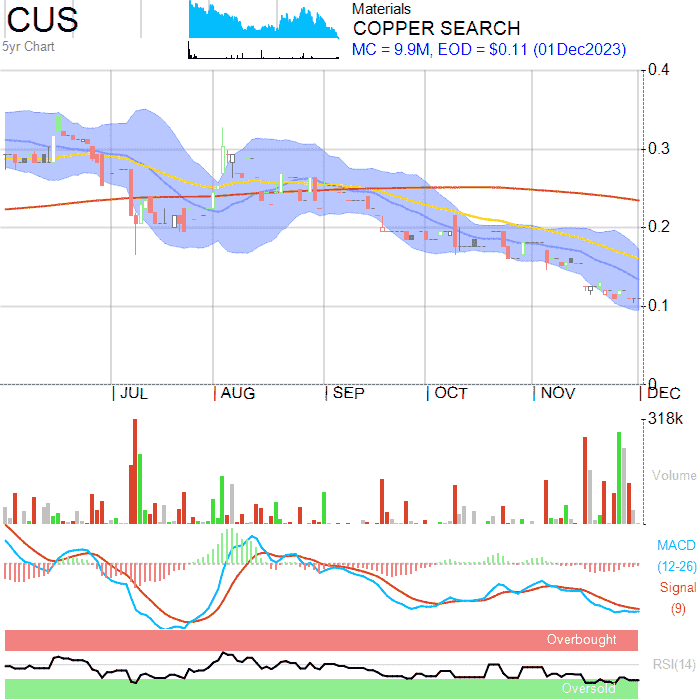 CUS
5yr Chart
Materials
COPPER SEARCH
MC = 9.9M, EOD = $0.11 (01Dec2023)
0.4
0.3
0.2
0.1
0
JUL AUG SEP OCT NOV DEC
318k
Volume
MACD
(12-26)
Signal
(9)
Overbought
RSI(14)
Oversold